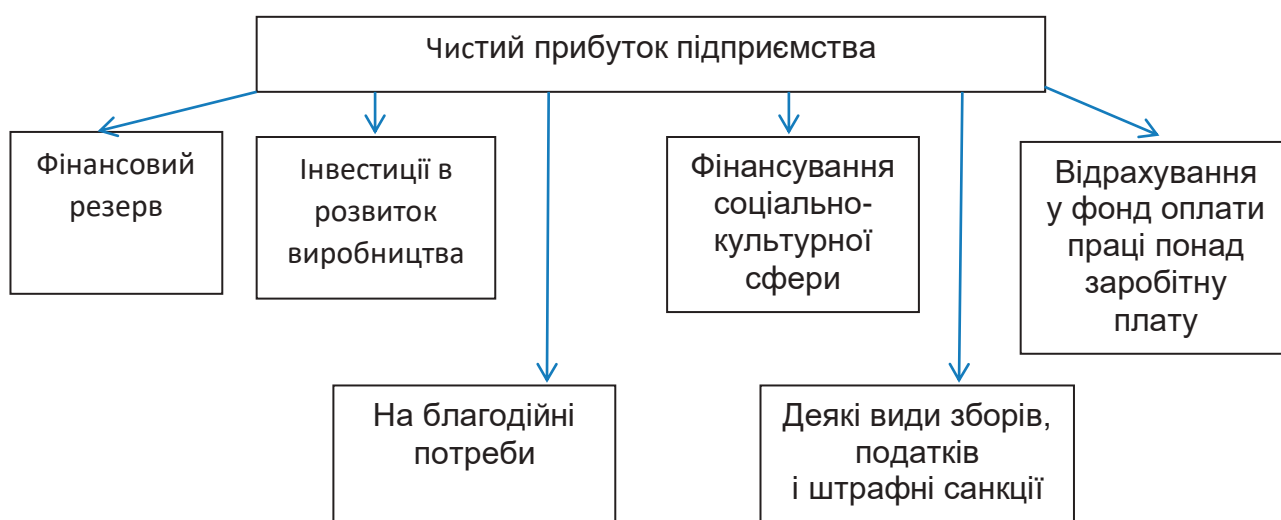 Чистий прибуток підприємства
Фінансовий
резерв
Інвестиції в
розвиток
виробництва
Фінансування
соціально-
культурної
сфери
Відрахування
у фонд оплати
праці понад
заробітну
плату
На благодійні
потреби
Деякі види зборів,
податків
і штрафні санкції